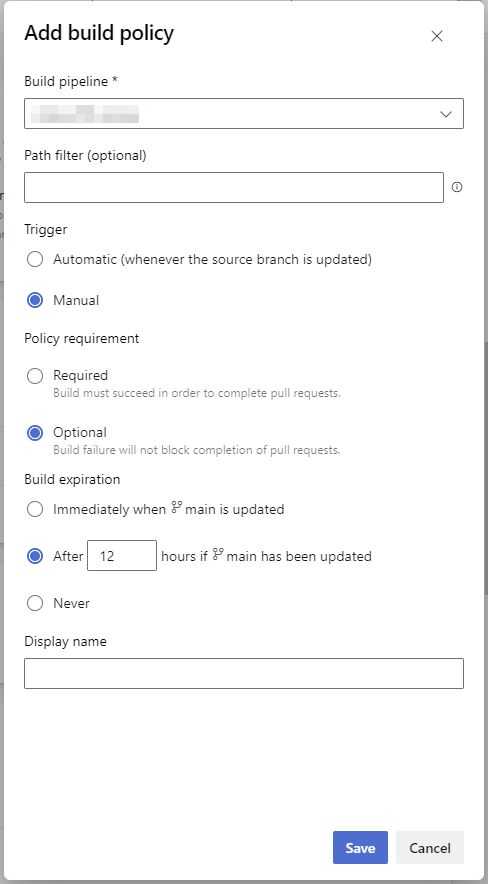 Add build policy
Build pipeline *
Path filter (optional)
Trigger
Automatic (whenever the source branch is updated)
Manual
Policy requirement
Required
Build must succeed in order to complete pull requests.
Optional
Build failure will not block completion of pull requests.
Build expiration
Immediately when main is updated
After 12 hours if main has been updated
Never
Display name
Save Cancel